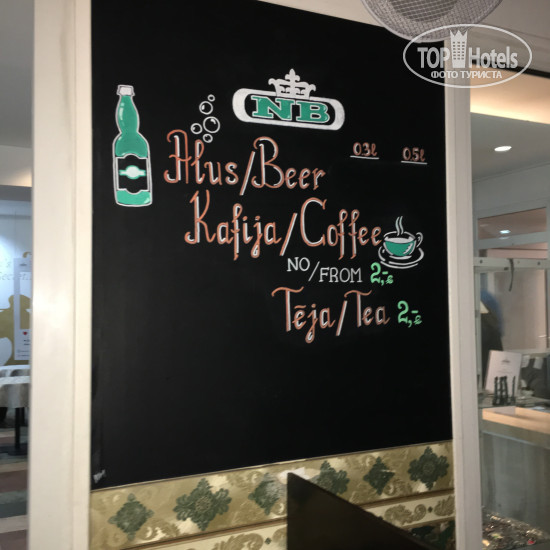 TOP Hotels
ФОТО ТУРИСТА
NB
Alus/Beer 0.3ℓ 0.5ℓ
Kafija/Coffee
NO/FROM 2,-€
Tēja/Tea 2,-€